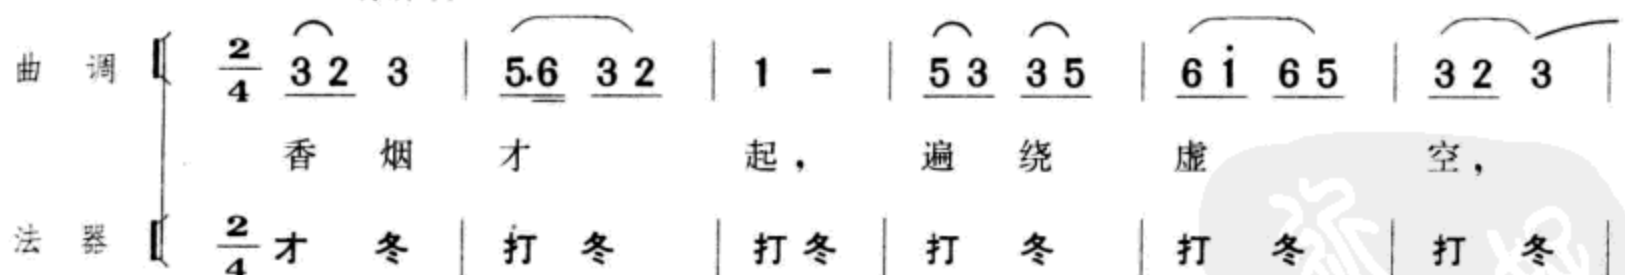 曲 调 2/4 3 2 3 | 5·6 3 2 | 1 - | 5 3 3 5 | 6 i 6 5 | 3 2 3 |
香 烟 才 起， 遍 绕 虚 空，
法 器 2/4 才 冬 | 打 冬 | 打 冬 | 打 冬 | 打 冬 | 打 冬 |